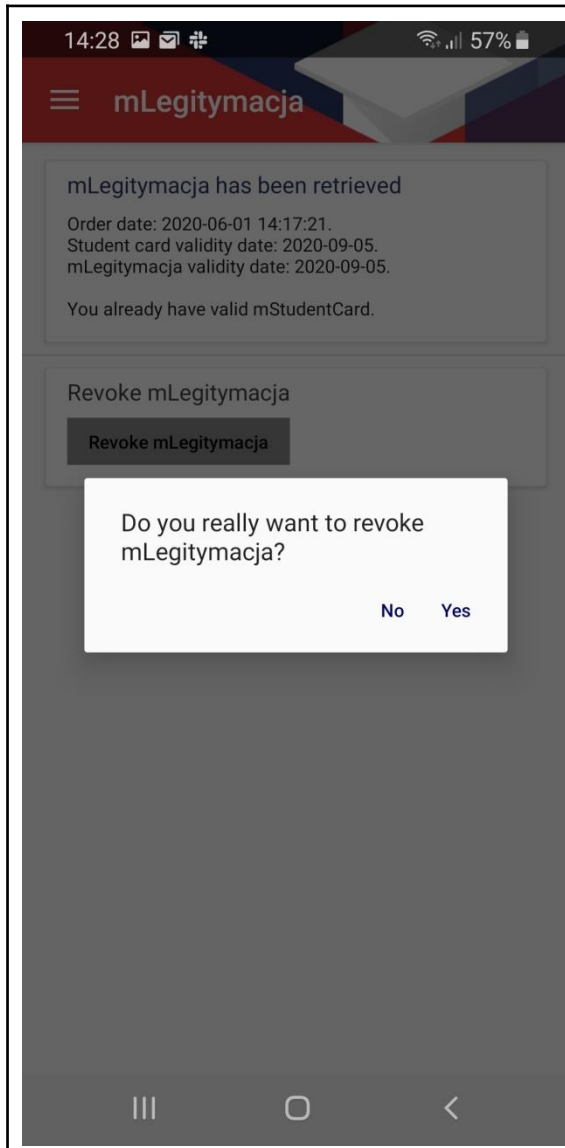 14:28 57%
mLegitymacja
mLegitymacja has been retrieved
Order date: 2020-06-01 14:17:21.
Student card validity date: 2020-09-05.
mLegitymacja validity date: 2020-09-05.
You already have valid mStudentCard.
Revoke mLegitymacja
Revoke mLegitymacja
Do you really want to revoke
mLegitymacja?
No Yes